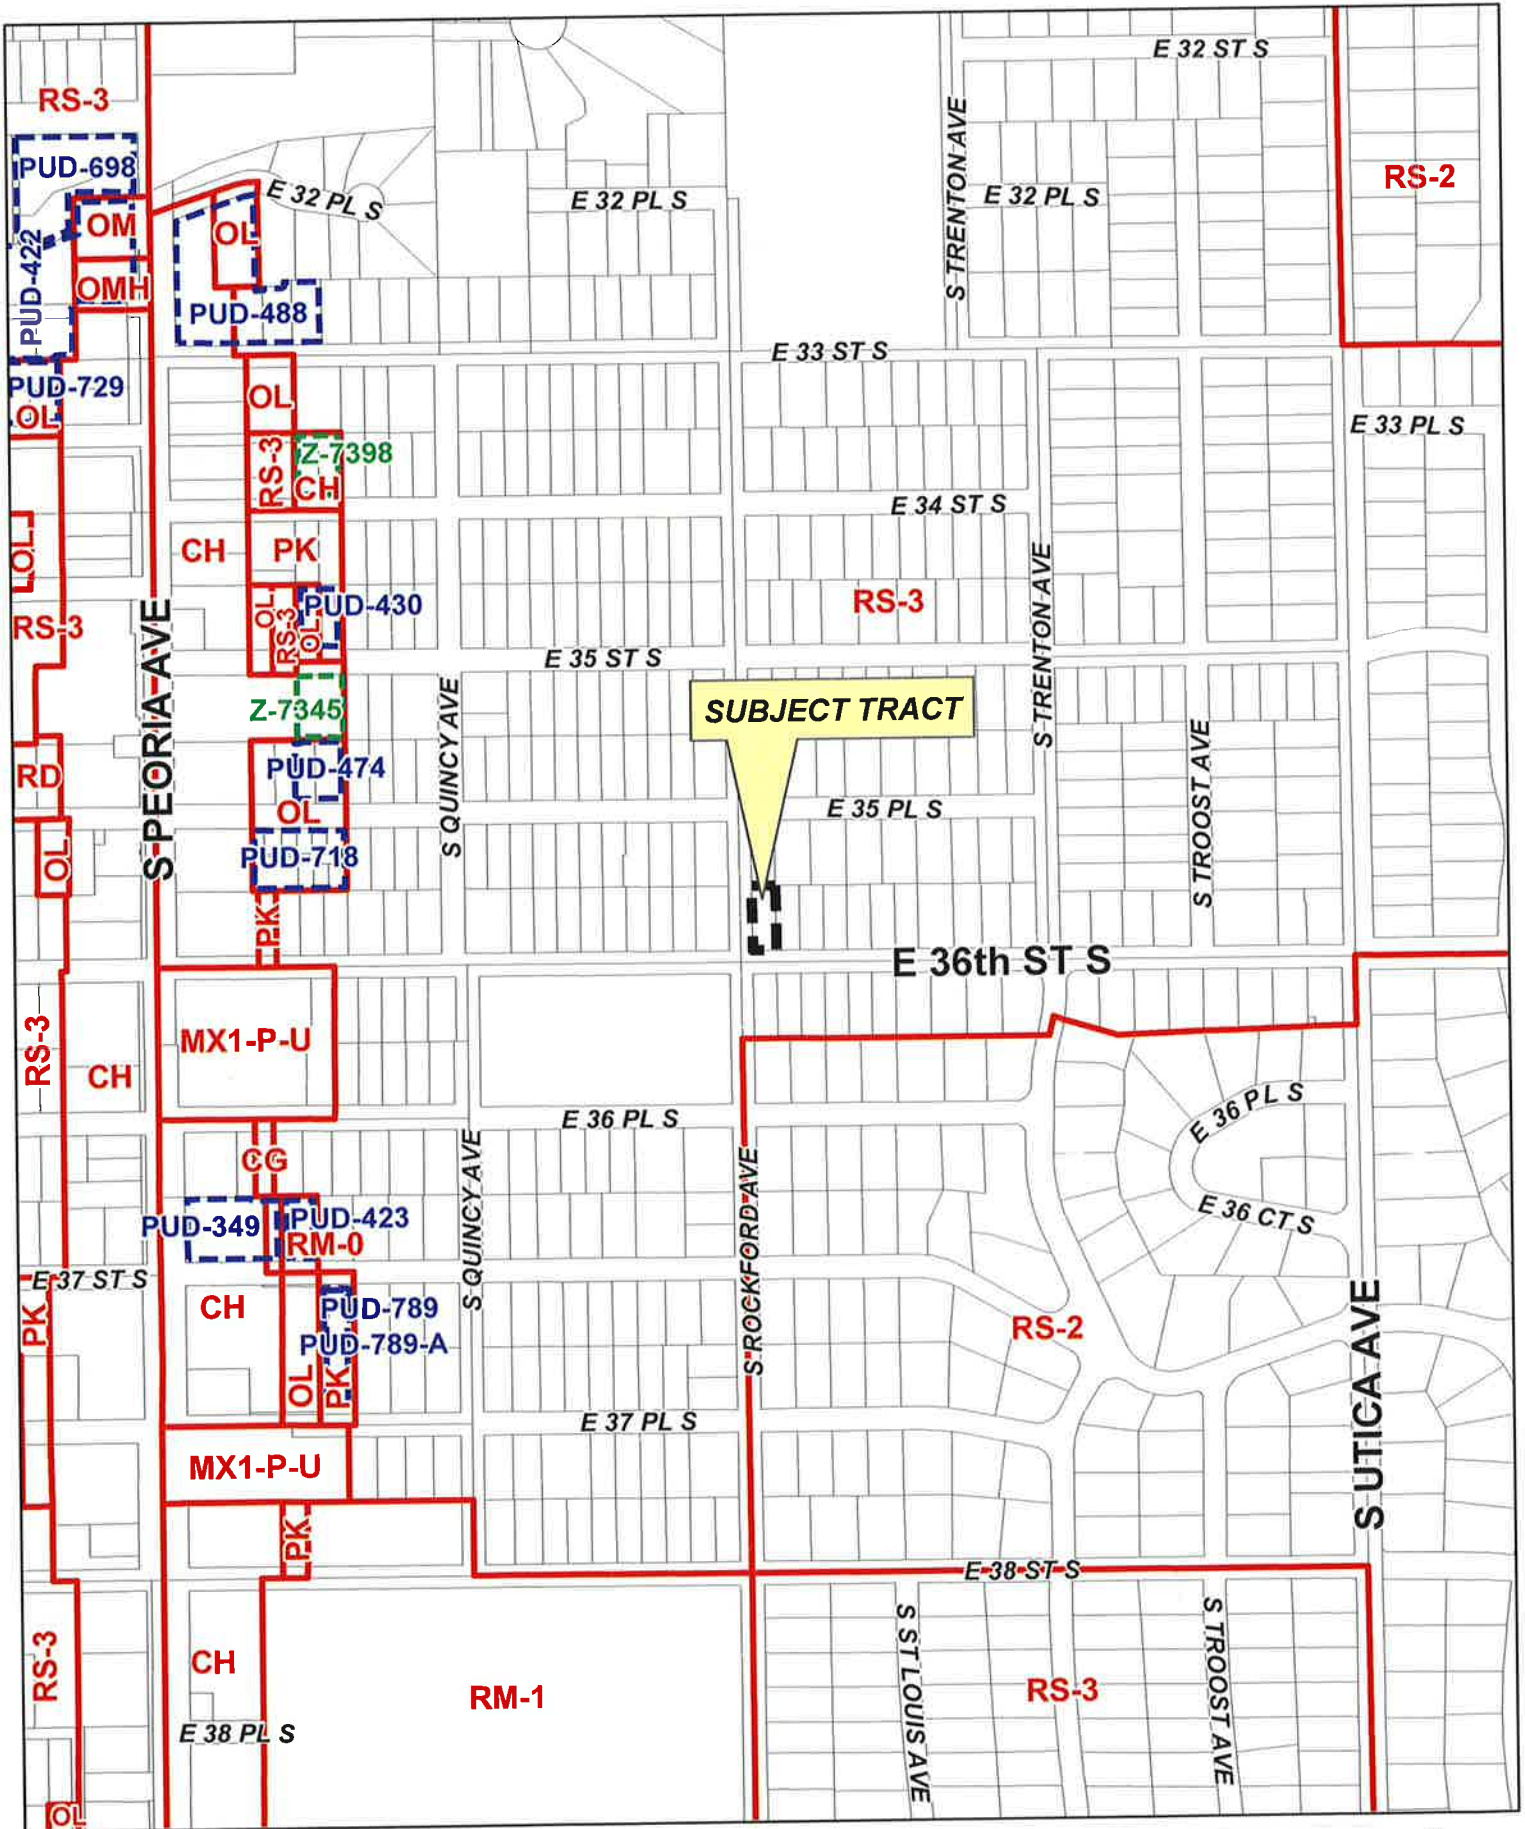 E 32 ST S
RS-3
S TRENTON AVE
PUD-698
RS-2
E 32 PL S
E 32 PL S
E 32 PL S
OM
OL
PUD-422
OMH
PUD-488
E 33 ST S
PUD-729
OL
OL
E 33 PL S
RS-3
Z-7398
CH
E 34 ST S
OL
CH
PK
RS-3
OL
RS-3
OL
PUD-430
RS-3
S TRENTON AVE
E 35 ST S
S PEORIA AVE
Z-7345
S QUINCY AVE
SUBJECT TRACT
RD
PUD-474
OL
E 35 PL S
S TROOST AVE
OL
PUD-718
PK
E 36th ST S
RS-3
MX1-P-U
CH
E 36 PL S
E 36 PL S
CG
S QUINCY AVE
S ROCKFORD AVE
E 36 CT S
PUD-349
PUD-423
RM-0
E 37 ST S
PK
CH
PUD-789
PUD-789-A
OL
PK
RS-2
S UTICA AVE
E 37 PL S
MX1-P-U
PK
E 38 ST S
RS-3
CH
RM-1
S ST LOUIS AVE
RS-3
S TROOST AVE
E 38 PL S
OL